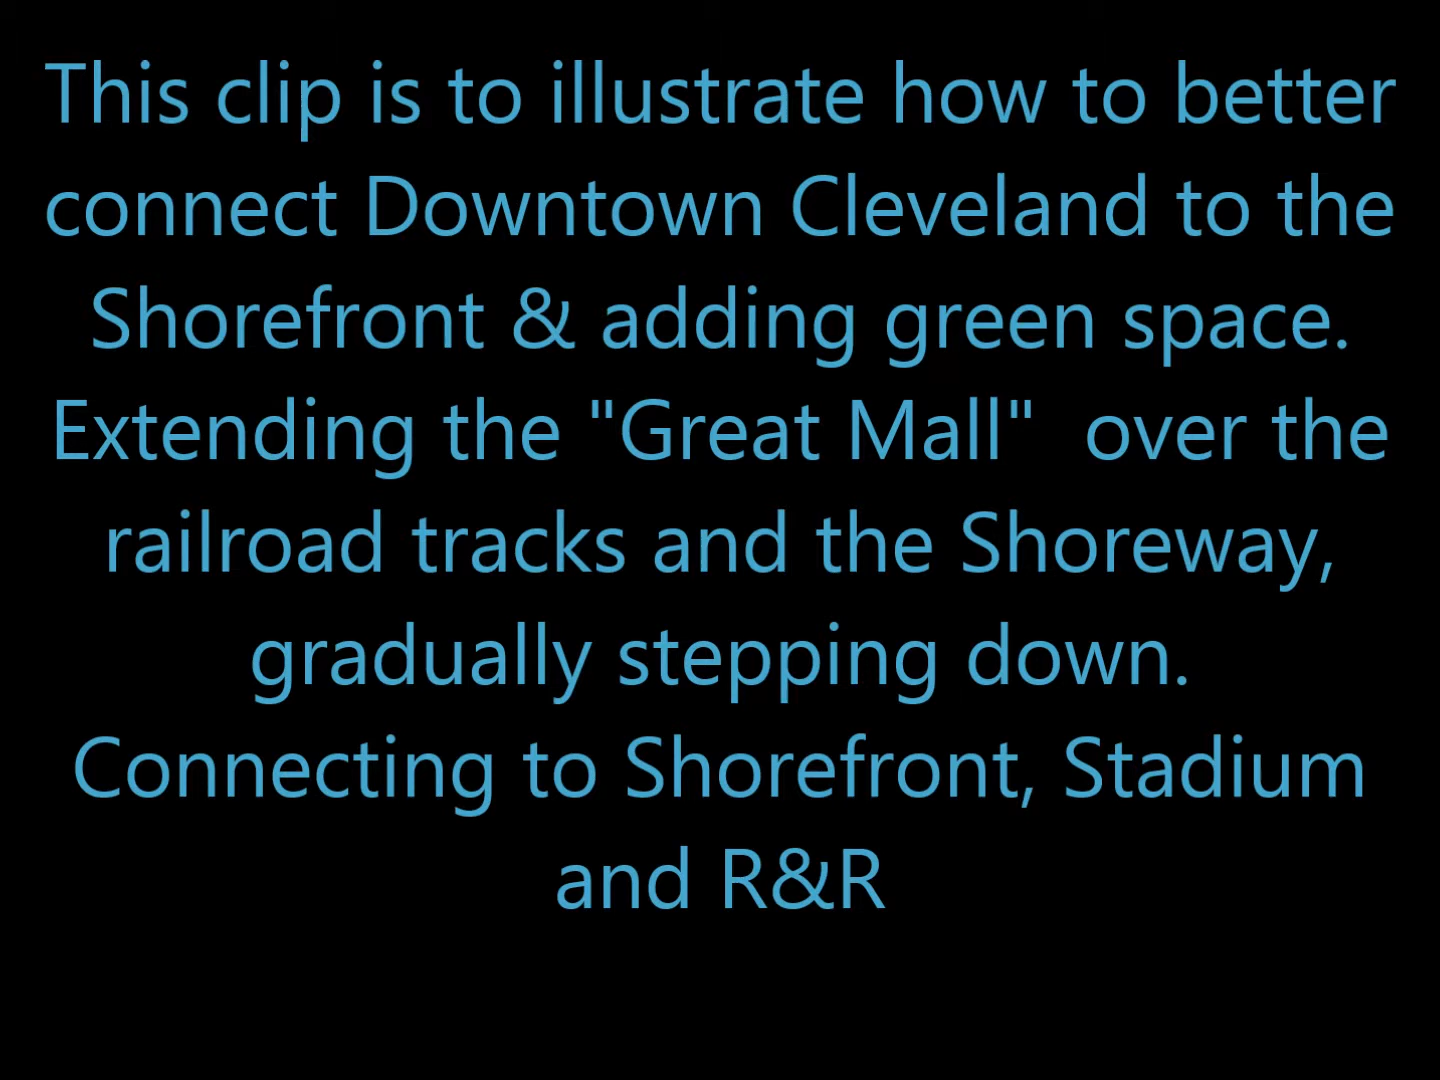 This clip is to illustrate how to better
connect Downtown Cleveland to the
Shorefront & adding green space.
Extending the "Great Mall"  over the
railroad tracks and the Shoreway,
gradually stepping down.
Connecting to Shorefront, Stadium
and R&R